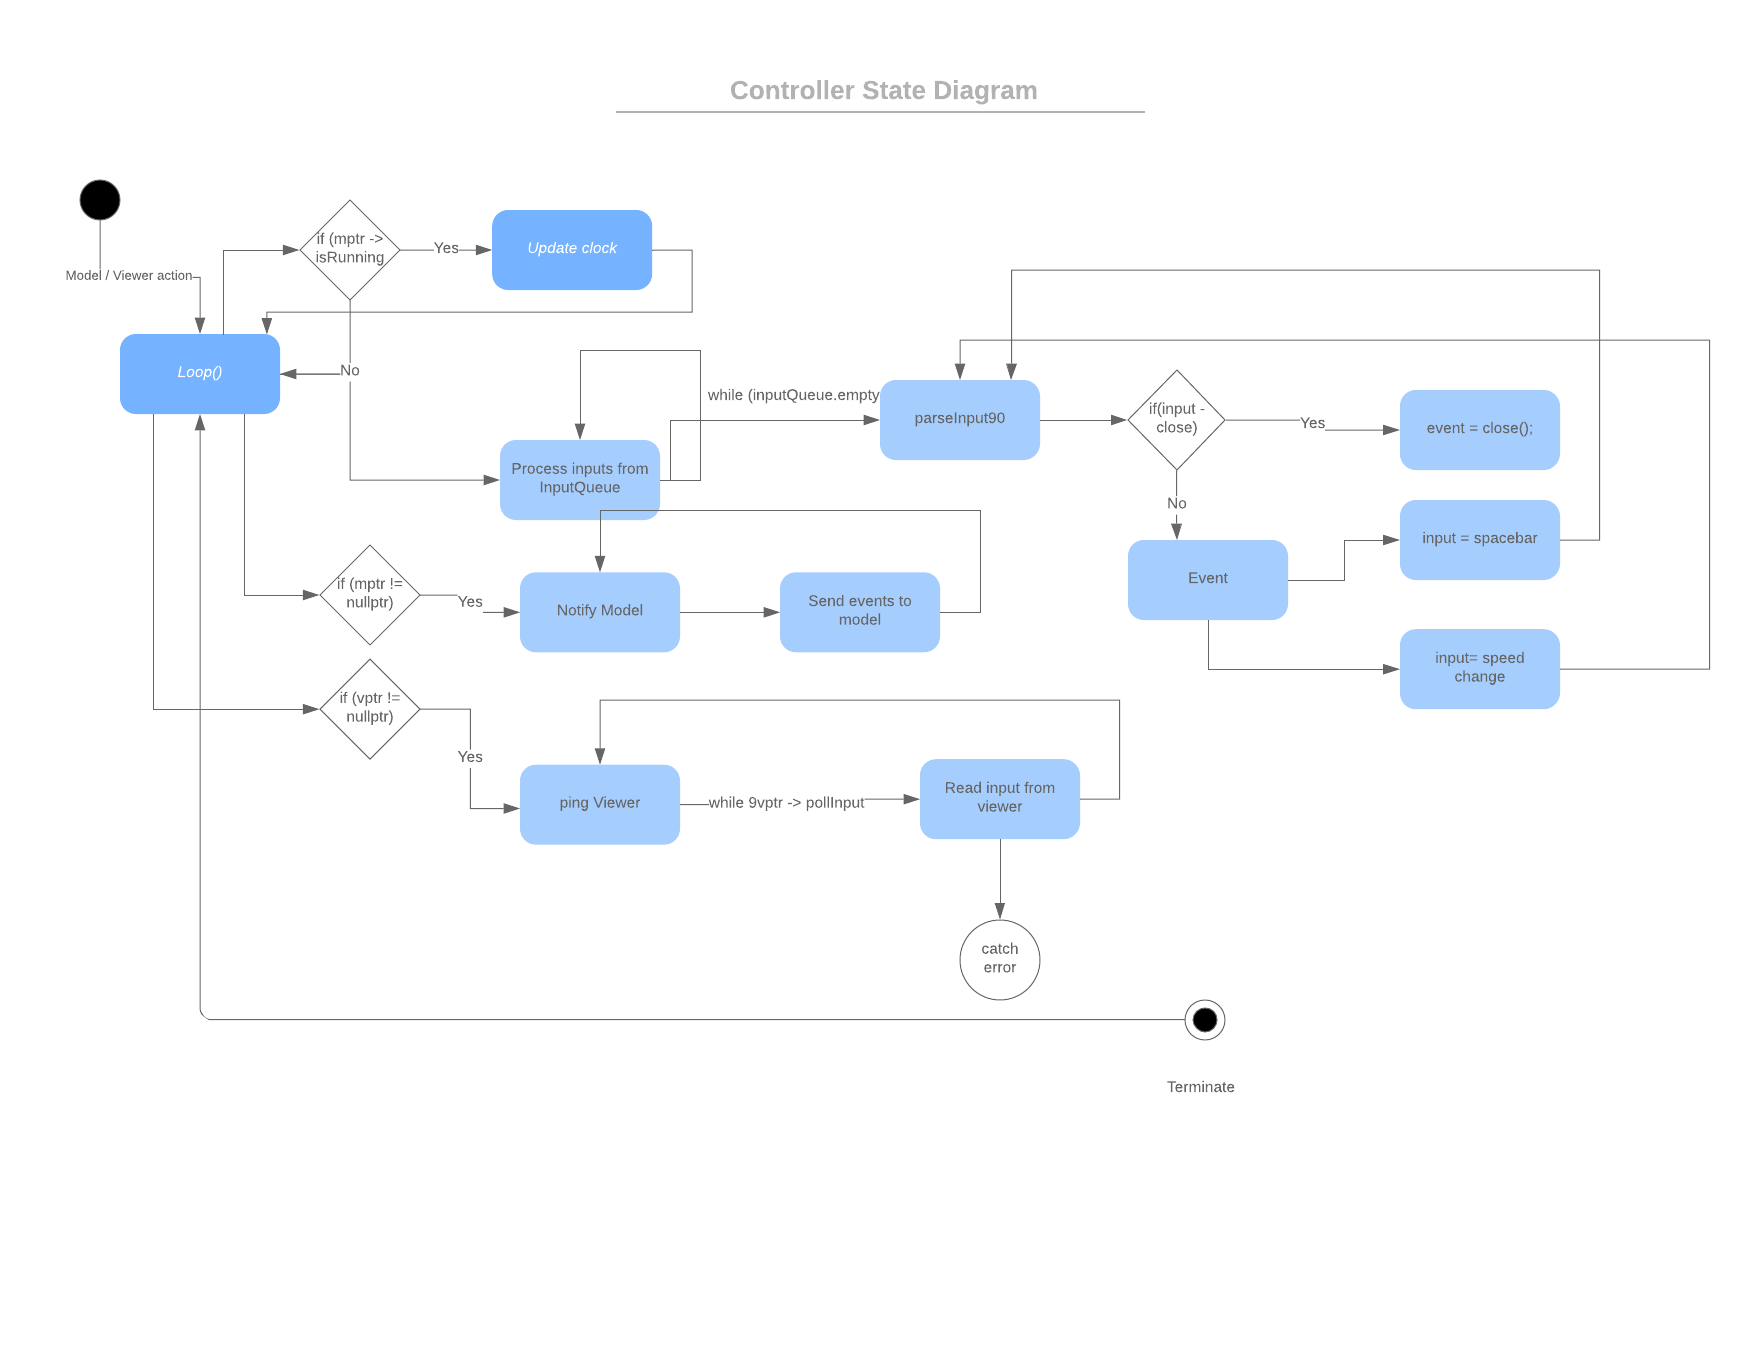 Controller State Diagram
if (mptr ->
isRunning
Yes
Update clock
Model / Viewer action
Loop()
No
while (inputQueue.empty
parseInput90
if(input -
close)
Yes
event = close();
Process inputs from
InputQueue
No
input = spacebar
Event
if (mptr !=
nullptr)
Yes
Notify Model
Send events to
model
input= speed
change
if (vptr !=
nullptr)
Yes
ping Viewer
while 9vptr -> pollInput
Read input from
viewer
catch
error
Terminate